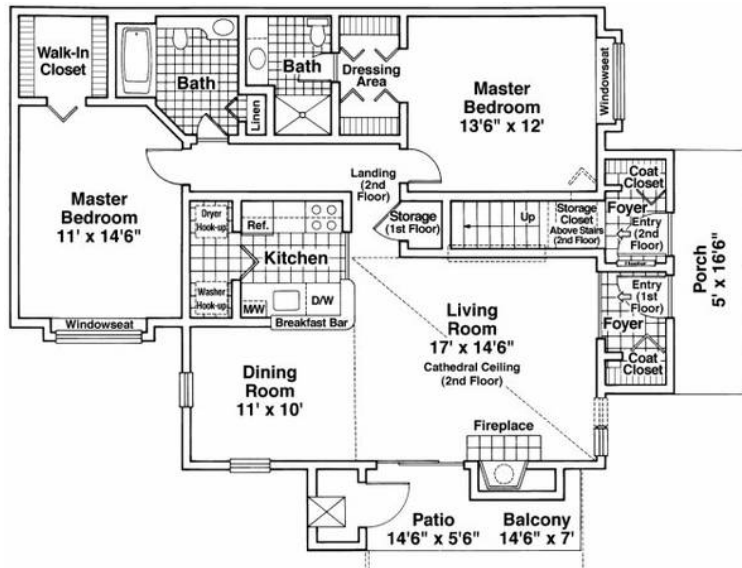 Walk-In
Closet
Bath
Linen
Bath
Dressing
Area
Master
Bedroom
13'6" x 12'
Windowseat
Master
Bedroom
11' x 14'6"
Windowseat
Landing
(2nd
Floor)
Storage
(1st Floor)
Up
Storage
Closet
Above Stairs
(2nd Floor)
Coat
Closet
Foyer
Entry
(2nd
Floor)
Entry
(1st
Floor)
Foyer
Coat
Closet
Porch
5' x 16'6"
Dryer
Hook-up
Washer
Hook-up
Ref.
Kitchen
M/W
D/W
Breakfast Bar
Living
Room
17' x 14'6"
Cathedral Ceiling
(2nd Floor)
Dining
Room
11' x 10'
Fireplace
Patio
14'6" x 5'6"
Balcony
14'6" x 7'